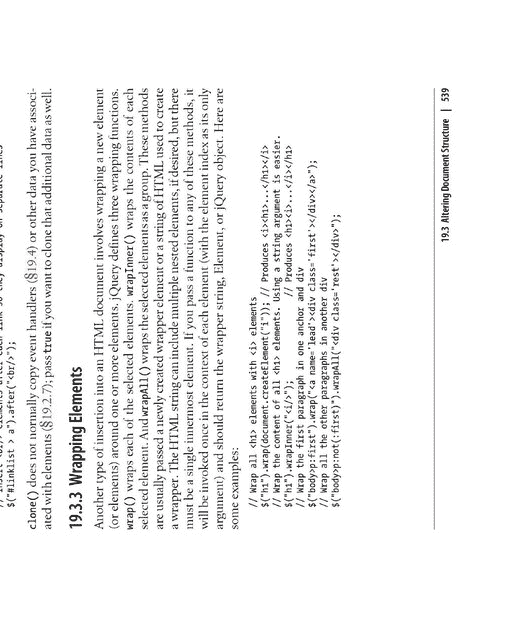 $("#linklist > a").after("<br/>");
clone() does not normally copy event handlers (§19.4) or other data you have associ-
ated with elements (§19.2.7); pass true if you want to clone that additional data as well.
19.3.3 Wrapping Elements
Another type of insertion into an HTML document involves wrapping a new element
(or elements) around one or more elements. jQuery defines three wrapping functions.
wrap() wraps each of the selected elements. wrapInner() wraps the contents of each
selected element. And wrapAll() wraps the selected elements as a group. These methods
are usually passed a newly created wrapper element or a string of HTML used to create
a wrapper. The HTML string can include multiple nested elements, if desired, but there
must be a single innermost element. If you pass a function to any of these methods, it
will be invoked once in the context of each element (with the element index as its only
argument) and should return the wrapper string, Element, or jQuery object. Here are
some examples:
// Wrap all <h1> elements with <i> elements
$("h1").wrap(document.createElement("i")); // Produces <i><h1>...</h1></i>
// Wrap the content of all <h1> elements. Using a string argument is easier.
$("h1").wrapInner("<i/>"); // Produces <h1><i>...</i></h1>
// Wrap the first paragraph in one anchor and div
$("body>p:first").wrap("<a name='lead'><div class='first'></div></a>");
// Wrap all the other paragraphs in another div
$("body>p:not(:first)").wrapAll("<div class='rest'></div>");
19.3 Altering Document Structure | 539